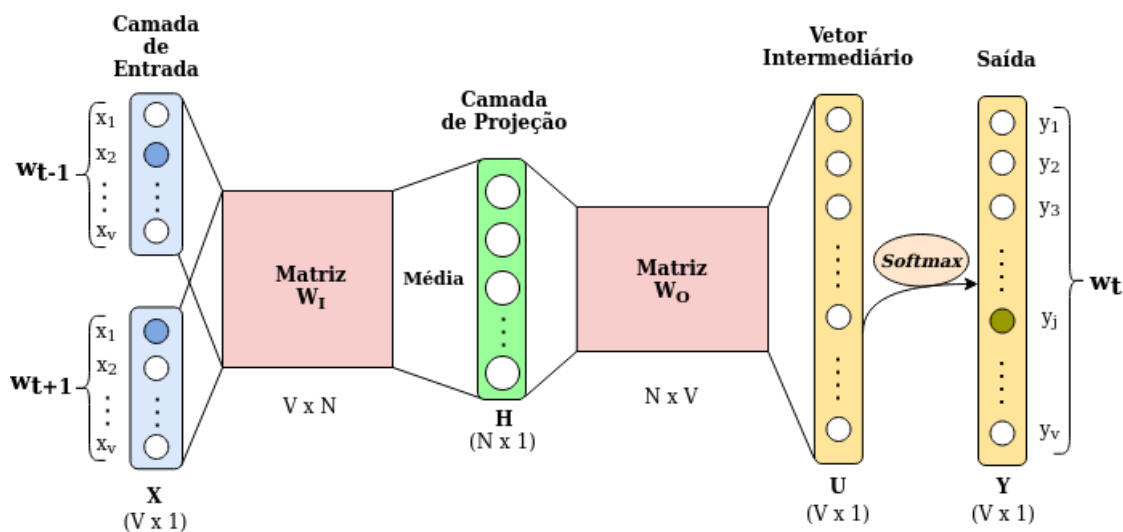 Camada
de
Entrada
x1
x2
xv
wt-1
x1
x2
xv
wt+1
X
(V x 1)
Matriz
WI
V x N
Média
Camada
de Projeção
H
(N x 1)
Matriz
WO
N x V
Vetor
Intermediário
U
(V x 1)
Softmax
Saída
y1
y2
y3
yj
yv
wt
Y
(V x 1)